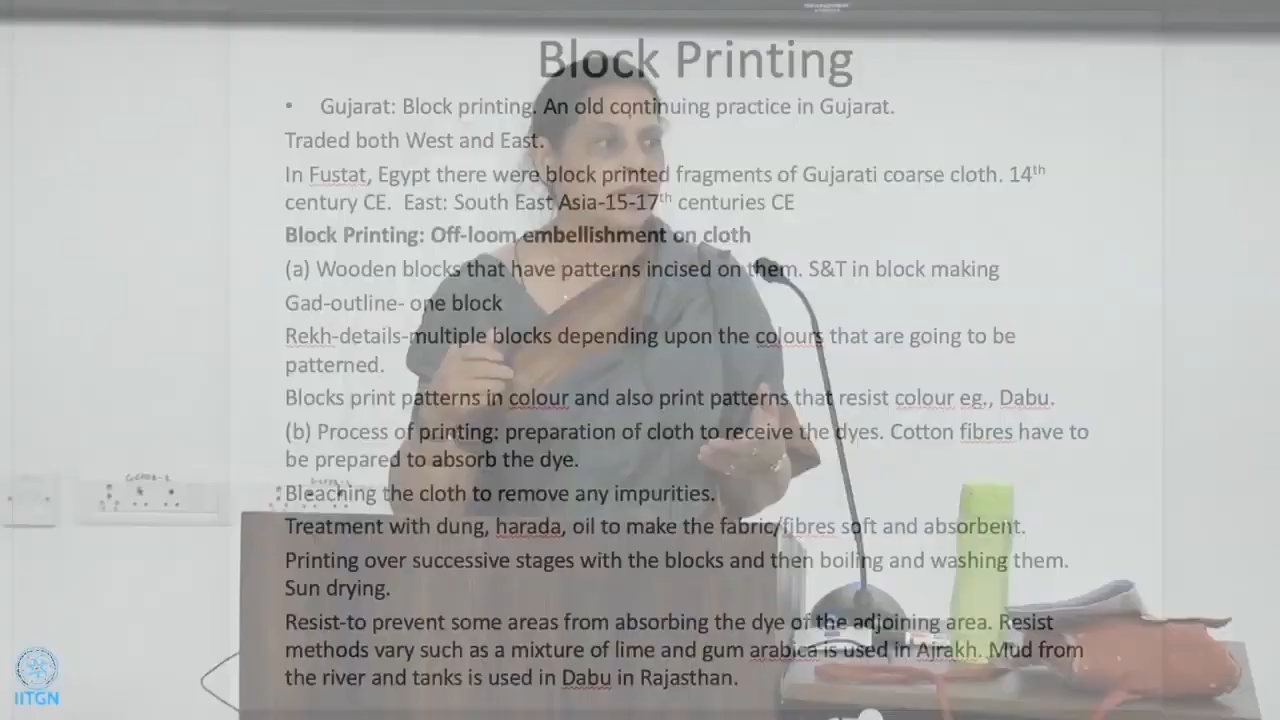 Block Printing
• Gujarat: Block printing. An old continuing practice in Gujarat.
Traded both West and East.
In Fustat, Egypt there were block printed fragments of Gujarati coarse cloth. 14th
century CE. East: South East Asia-15-17th centuries CE
Block Printing: Off-loom embellishment on cloth
(a) Wooden blocks that have patterns incised on them. S&T in block making
Gad-outline- one block
Rekh-details-multiple blocks depending upon the colours that are going to be
patterned.
Blocks print patterns in colour and also print patterns that resist colour eg., Dabu.
(b) Process of printing: preparation of cloth to receive the dyes. Cotton fibres have to
be prepared to absorb the dye.
Bleaching the cloth to remove any impurities.
Treatment with dung, harada, oil to make the fabric/fibres soft and absorbent.
Printing over successive stages with the blocks and then boiling and washing them.
Sun drying.
Resist-to prevent some areas from absorbing the dye of the adjoining area. Resist
methods vary such as a mixture of lime and gum arabica is used in Ajrakh. Mud from
the river and tanks is used in Dabu in Rajasthan.
IITGN